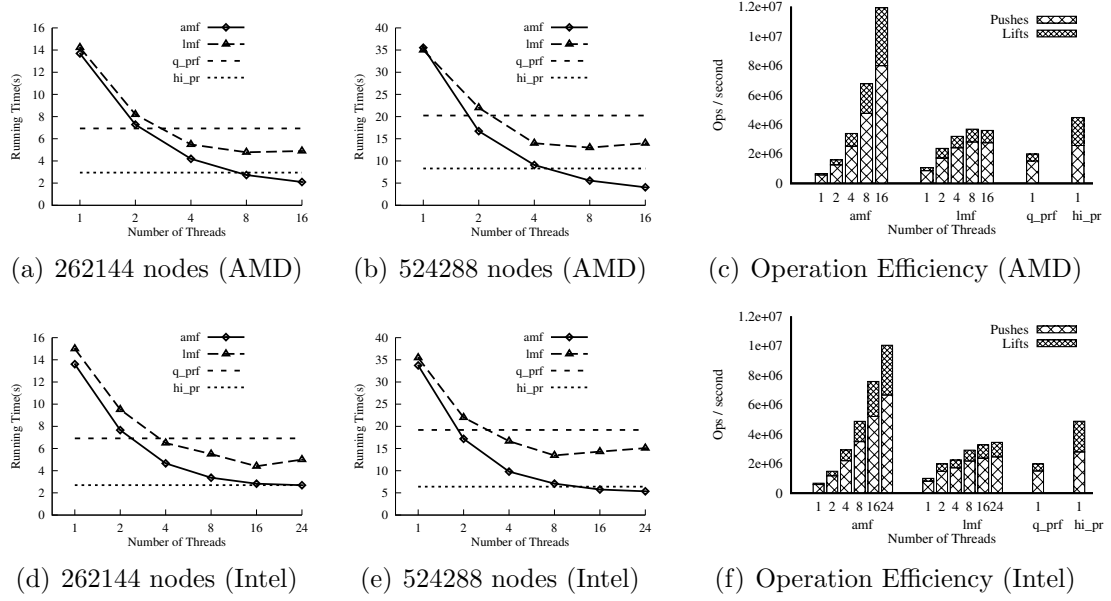 amf
lmf
q_prf
hi_pr
Running Time(s)
16
14
12
10
8
6
4
2
0
1 2 4 8 16
Number of Threads
(a) 262144 nodes (AMD)
amf
lmf
q_prf
hi_pr
Running Time(s)
40
35
30
25
20
15
10
5
0
1 2 4 8 16
Number of Threads
(b) 524288 nodes (AMD)
Pushes
Lifts
Ops / second
1.2e+07
1e+07
8e+06
6e+06
4e+06
2e+06
0
1 2 4 8 16 1 2 4 8 16 1 1
amf lmf q_prf hi_pr
Number of Threads
(c) Operation Efficiency (AMD)
amf
lmf
q_prf
hi_pr
Running Time(s)
16
14
12
10
8
6
4
2
0
1 2 4 8 16 24
Number of Threads
(d) 262144 nodes (Intel)
amf
lmf
q_prf
hi_pr
Running Time(s)
40
35
30
25
20
15
10
5
0
1 2 4 8 16 24
Number of Threads
(e) 524288 nodes (Intel)
Pushes
Lifts
Ops / second
1.2e+07
1e+07
8e+06
6e+06
4e+06
2e+06
0
1 2 4 8 1624 1 2 4 8 1624 1 1
amf lmf q_prf hi_pr
Number of Threads
(f) Operation Efficiency (Intel)